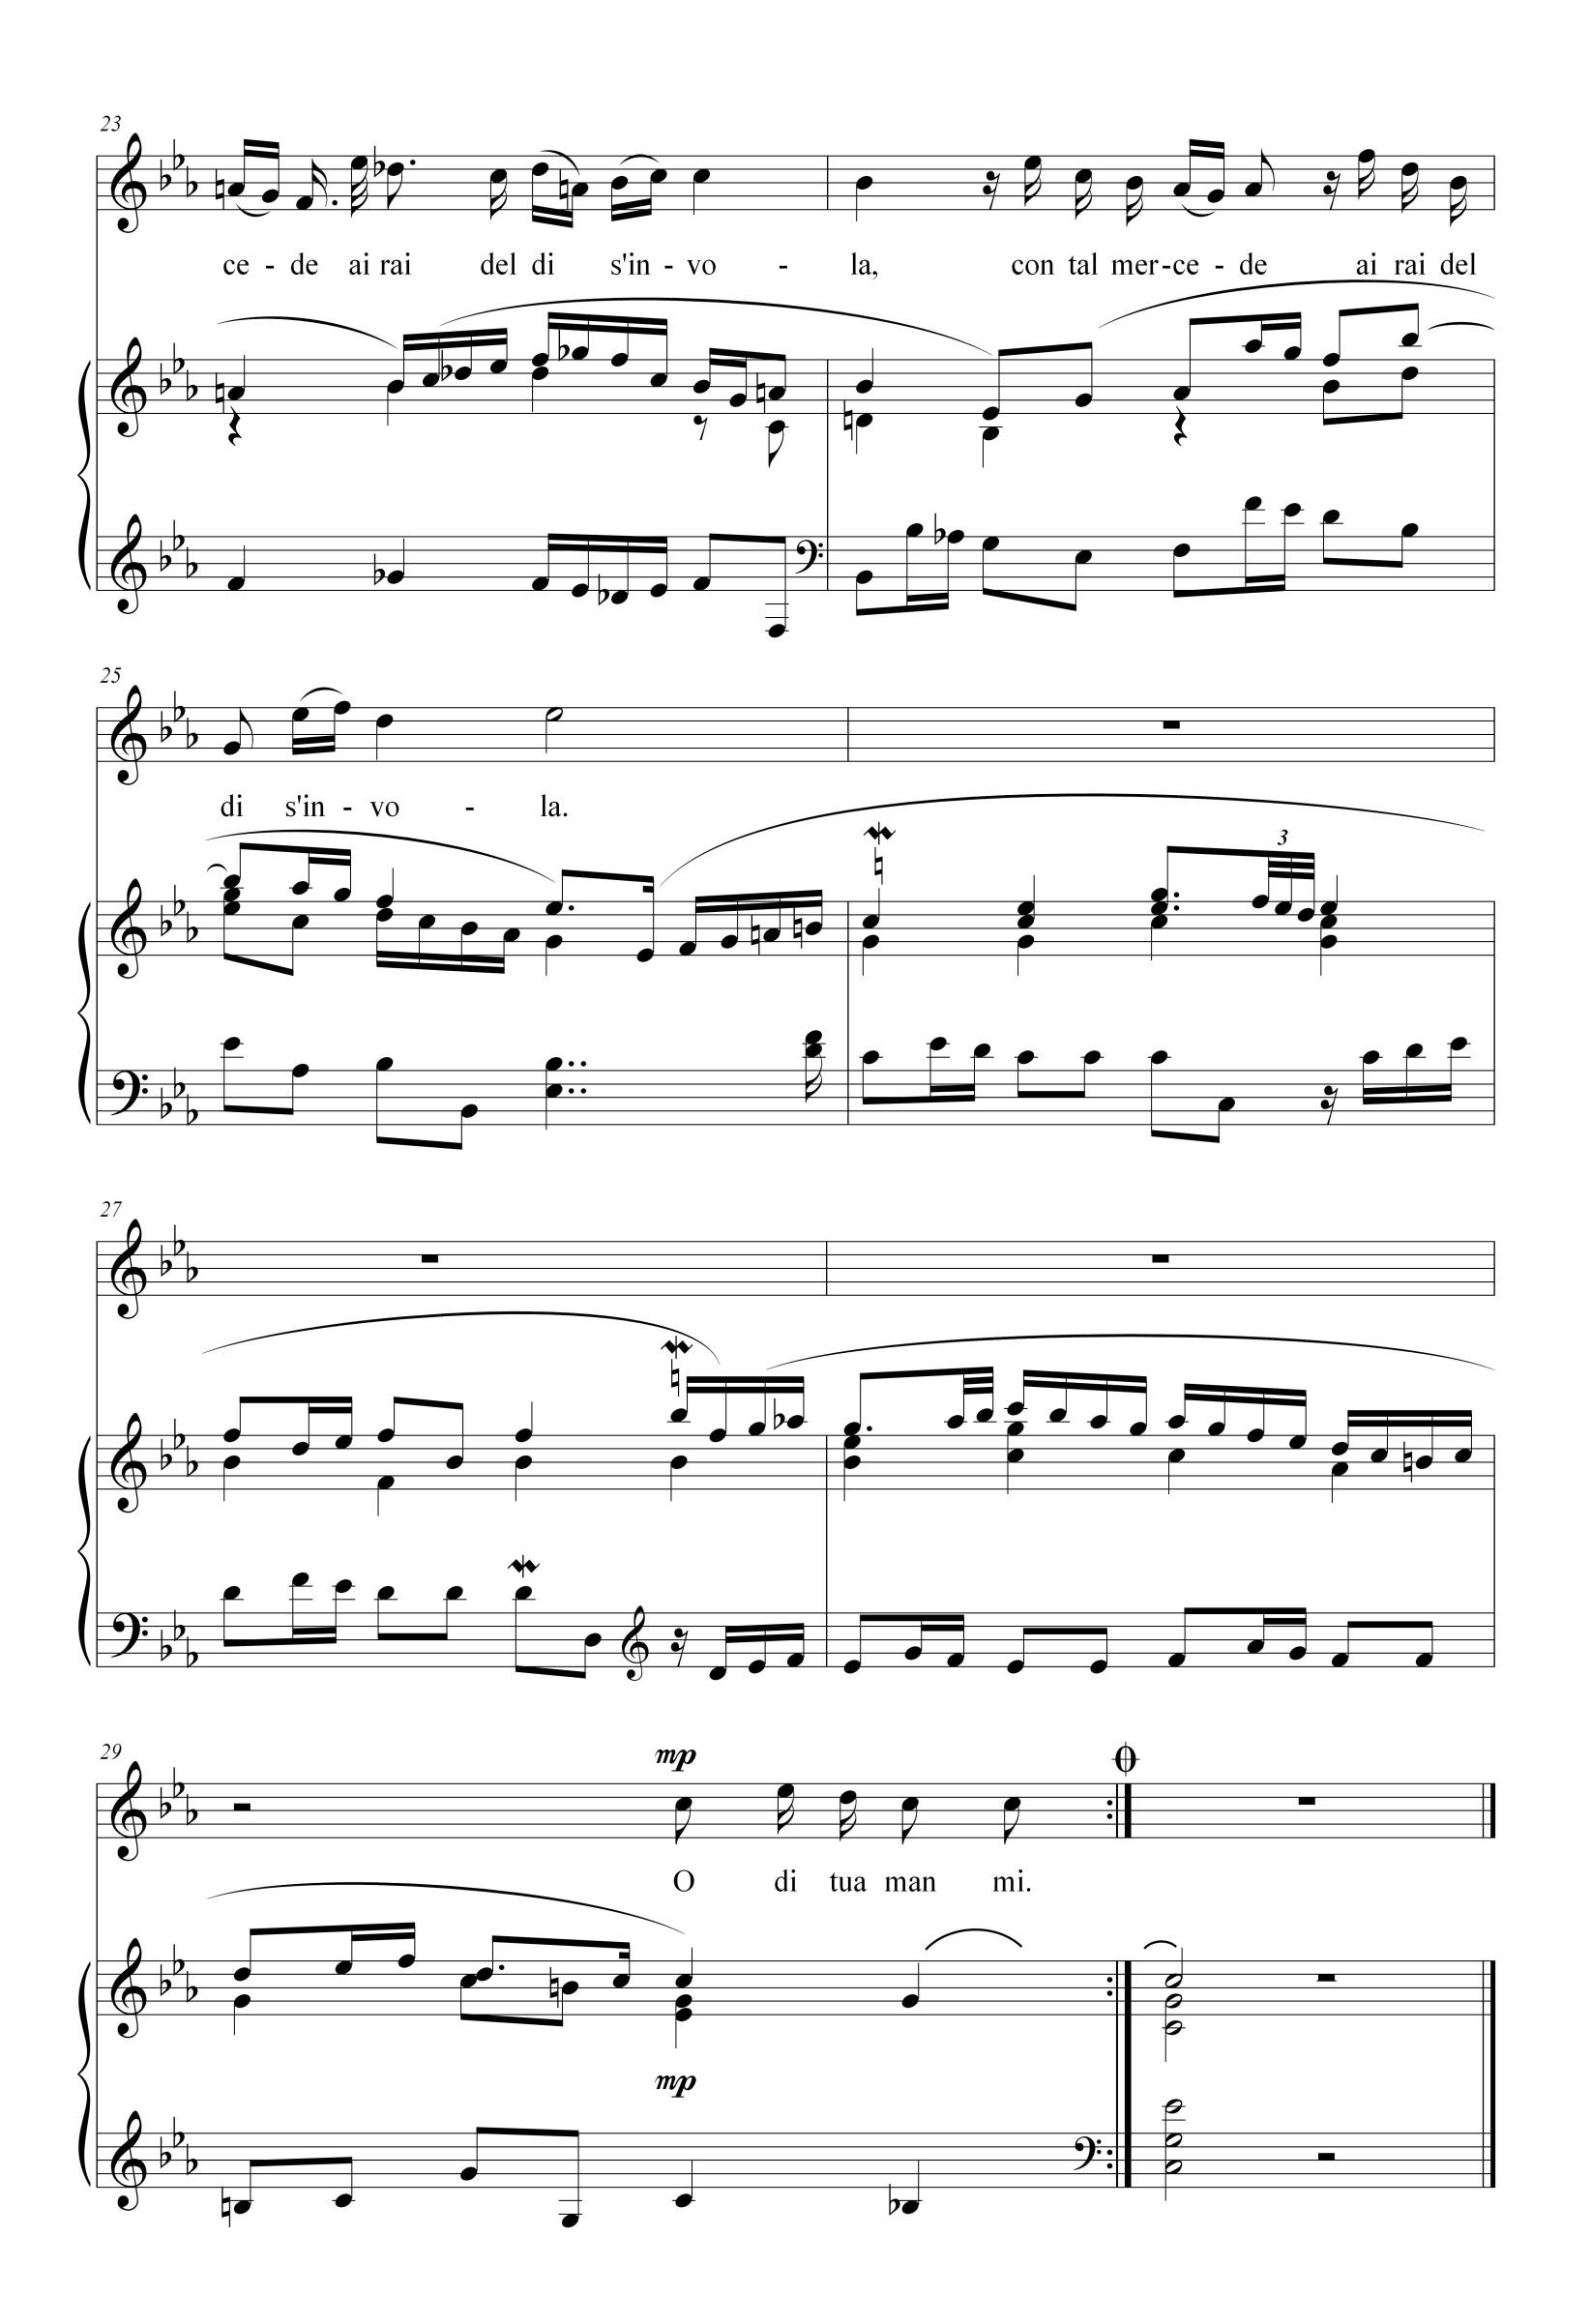 23
ce - de ai rai del di s'in - vo - la, con tal mer-ce - de ai rai del
25
di s'in - vo - la.
3
27
29
mp
O di tua man mi.
mp